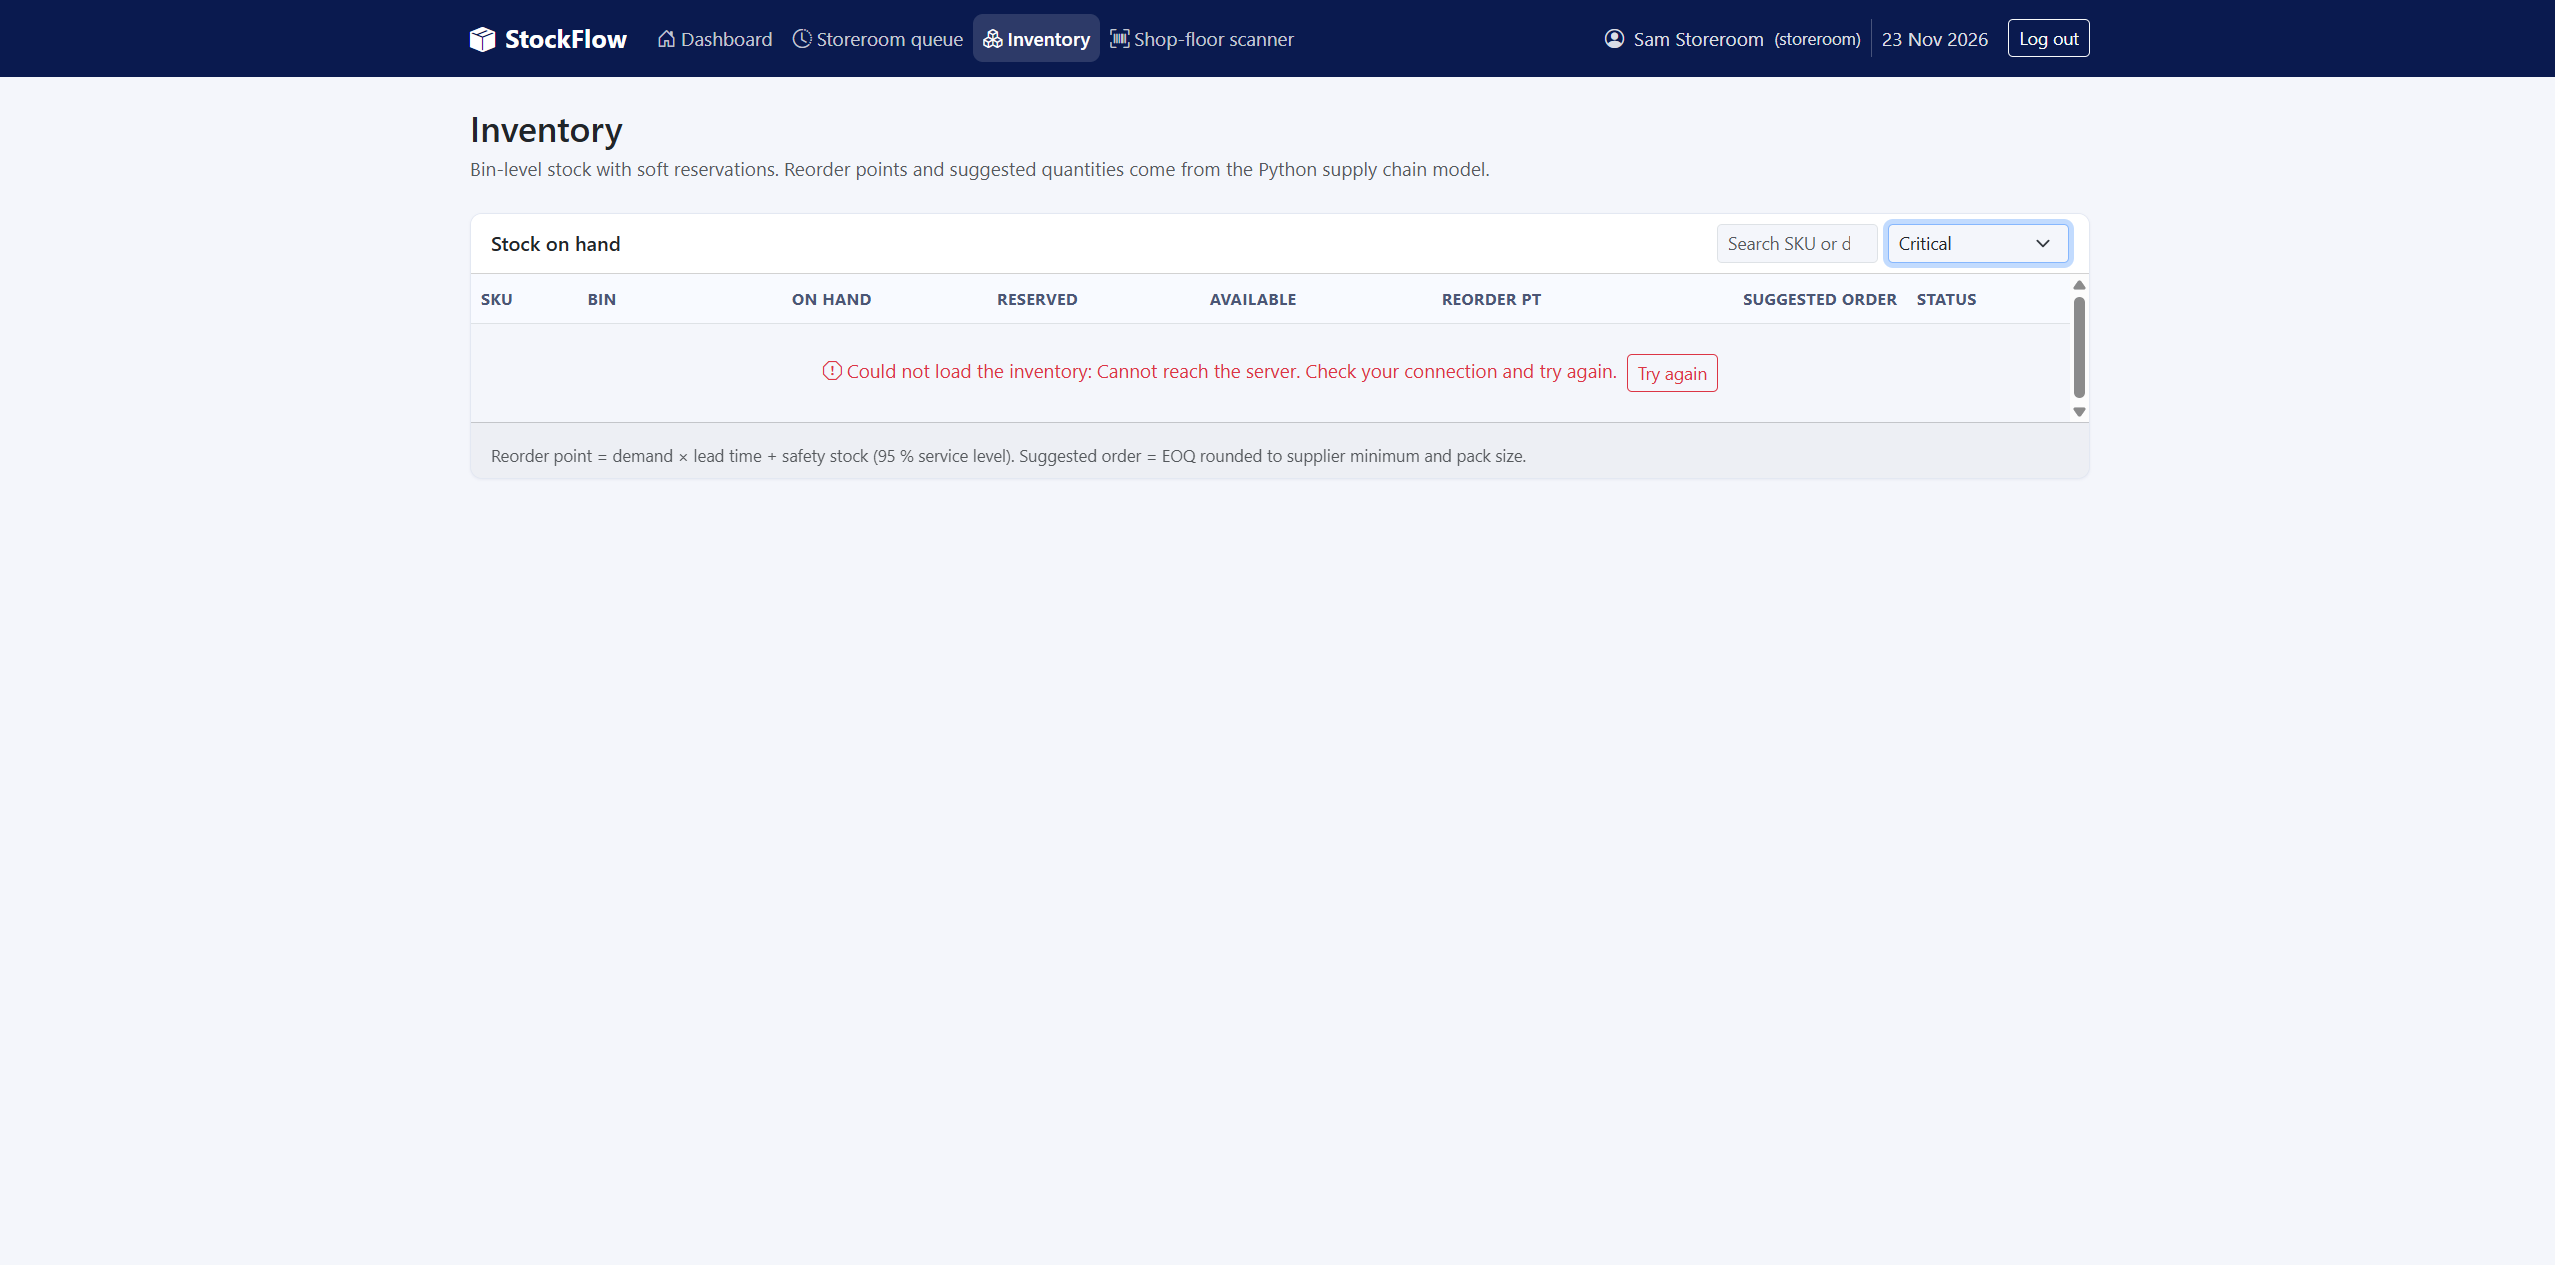 StockFlow Dashboard Storeroom queue Inventory Shop-floor scanner Sam Storeroom (storeroom) 23 Nov 2026 Log out
Inventory
Bin-level stock with soft reservations. Reorder points and suggested quantities come from the Python supply chain model.
Stock on hand Search SKU or d Critical
SKU BIN ON HAND RESERVED AVAILABLE REORDER PT SUGGESTED ORDER STATUS
Could not load the inventory: Cannot reach the server. Check your connection and try again. Try again
Reorder point = demand × lead time + safety stock (95 % service level). Suggested order = EOQ rounded to supplier minimum and pack size.